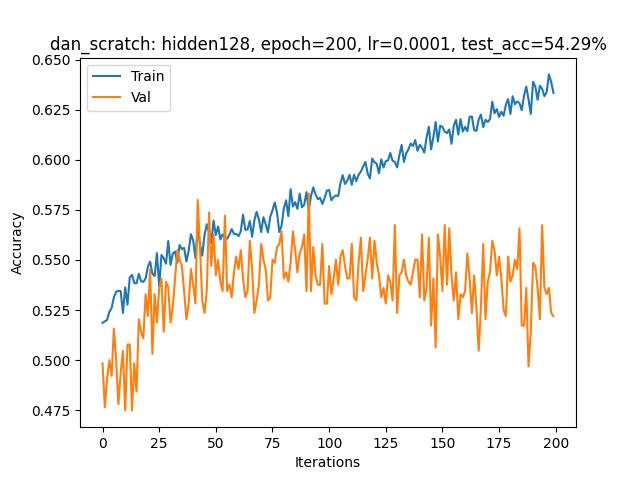 dan_scratch: hidden128, epoch=200, lr=0.0001, test_acc=54.29%
Train
Val
Accuracy
0.650
0.625
0.600
0.575
0.550
0.525
0.500
0.475
0 25 50 75 100 125 150 175 200
Iterations